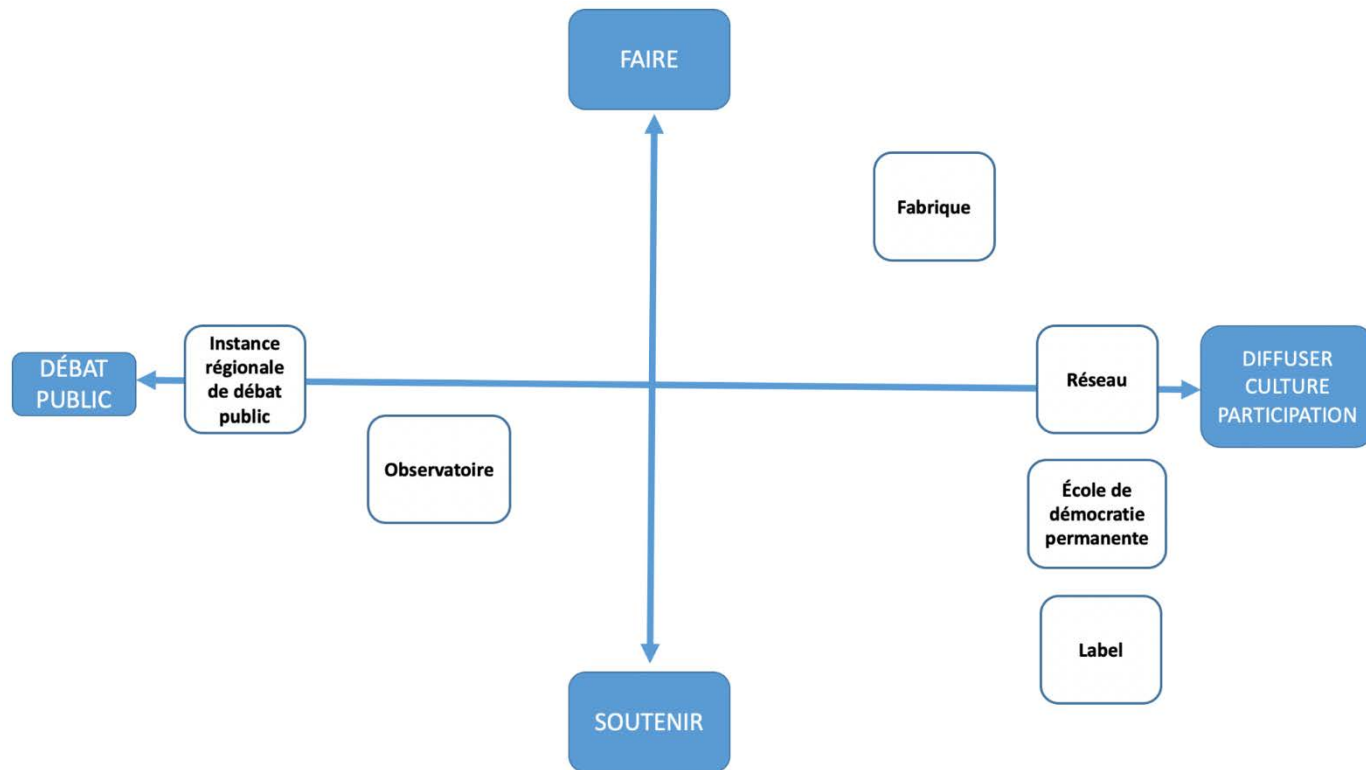 FAIRE
Fabrique
DÉBAT
PUBLIC
Instance
régionale
de débat
public
Réseau
DIFFUSER
CULTURE
PARTICIPATION
Observatoire
École de
démocratie
permanente
Label
SOUTENIR